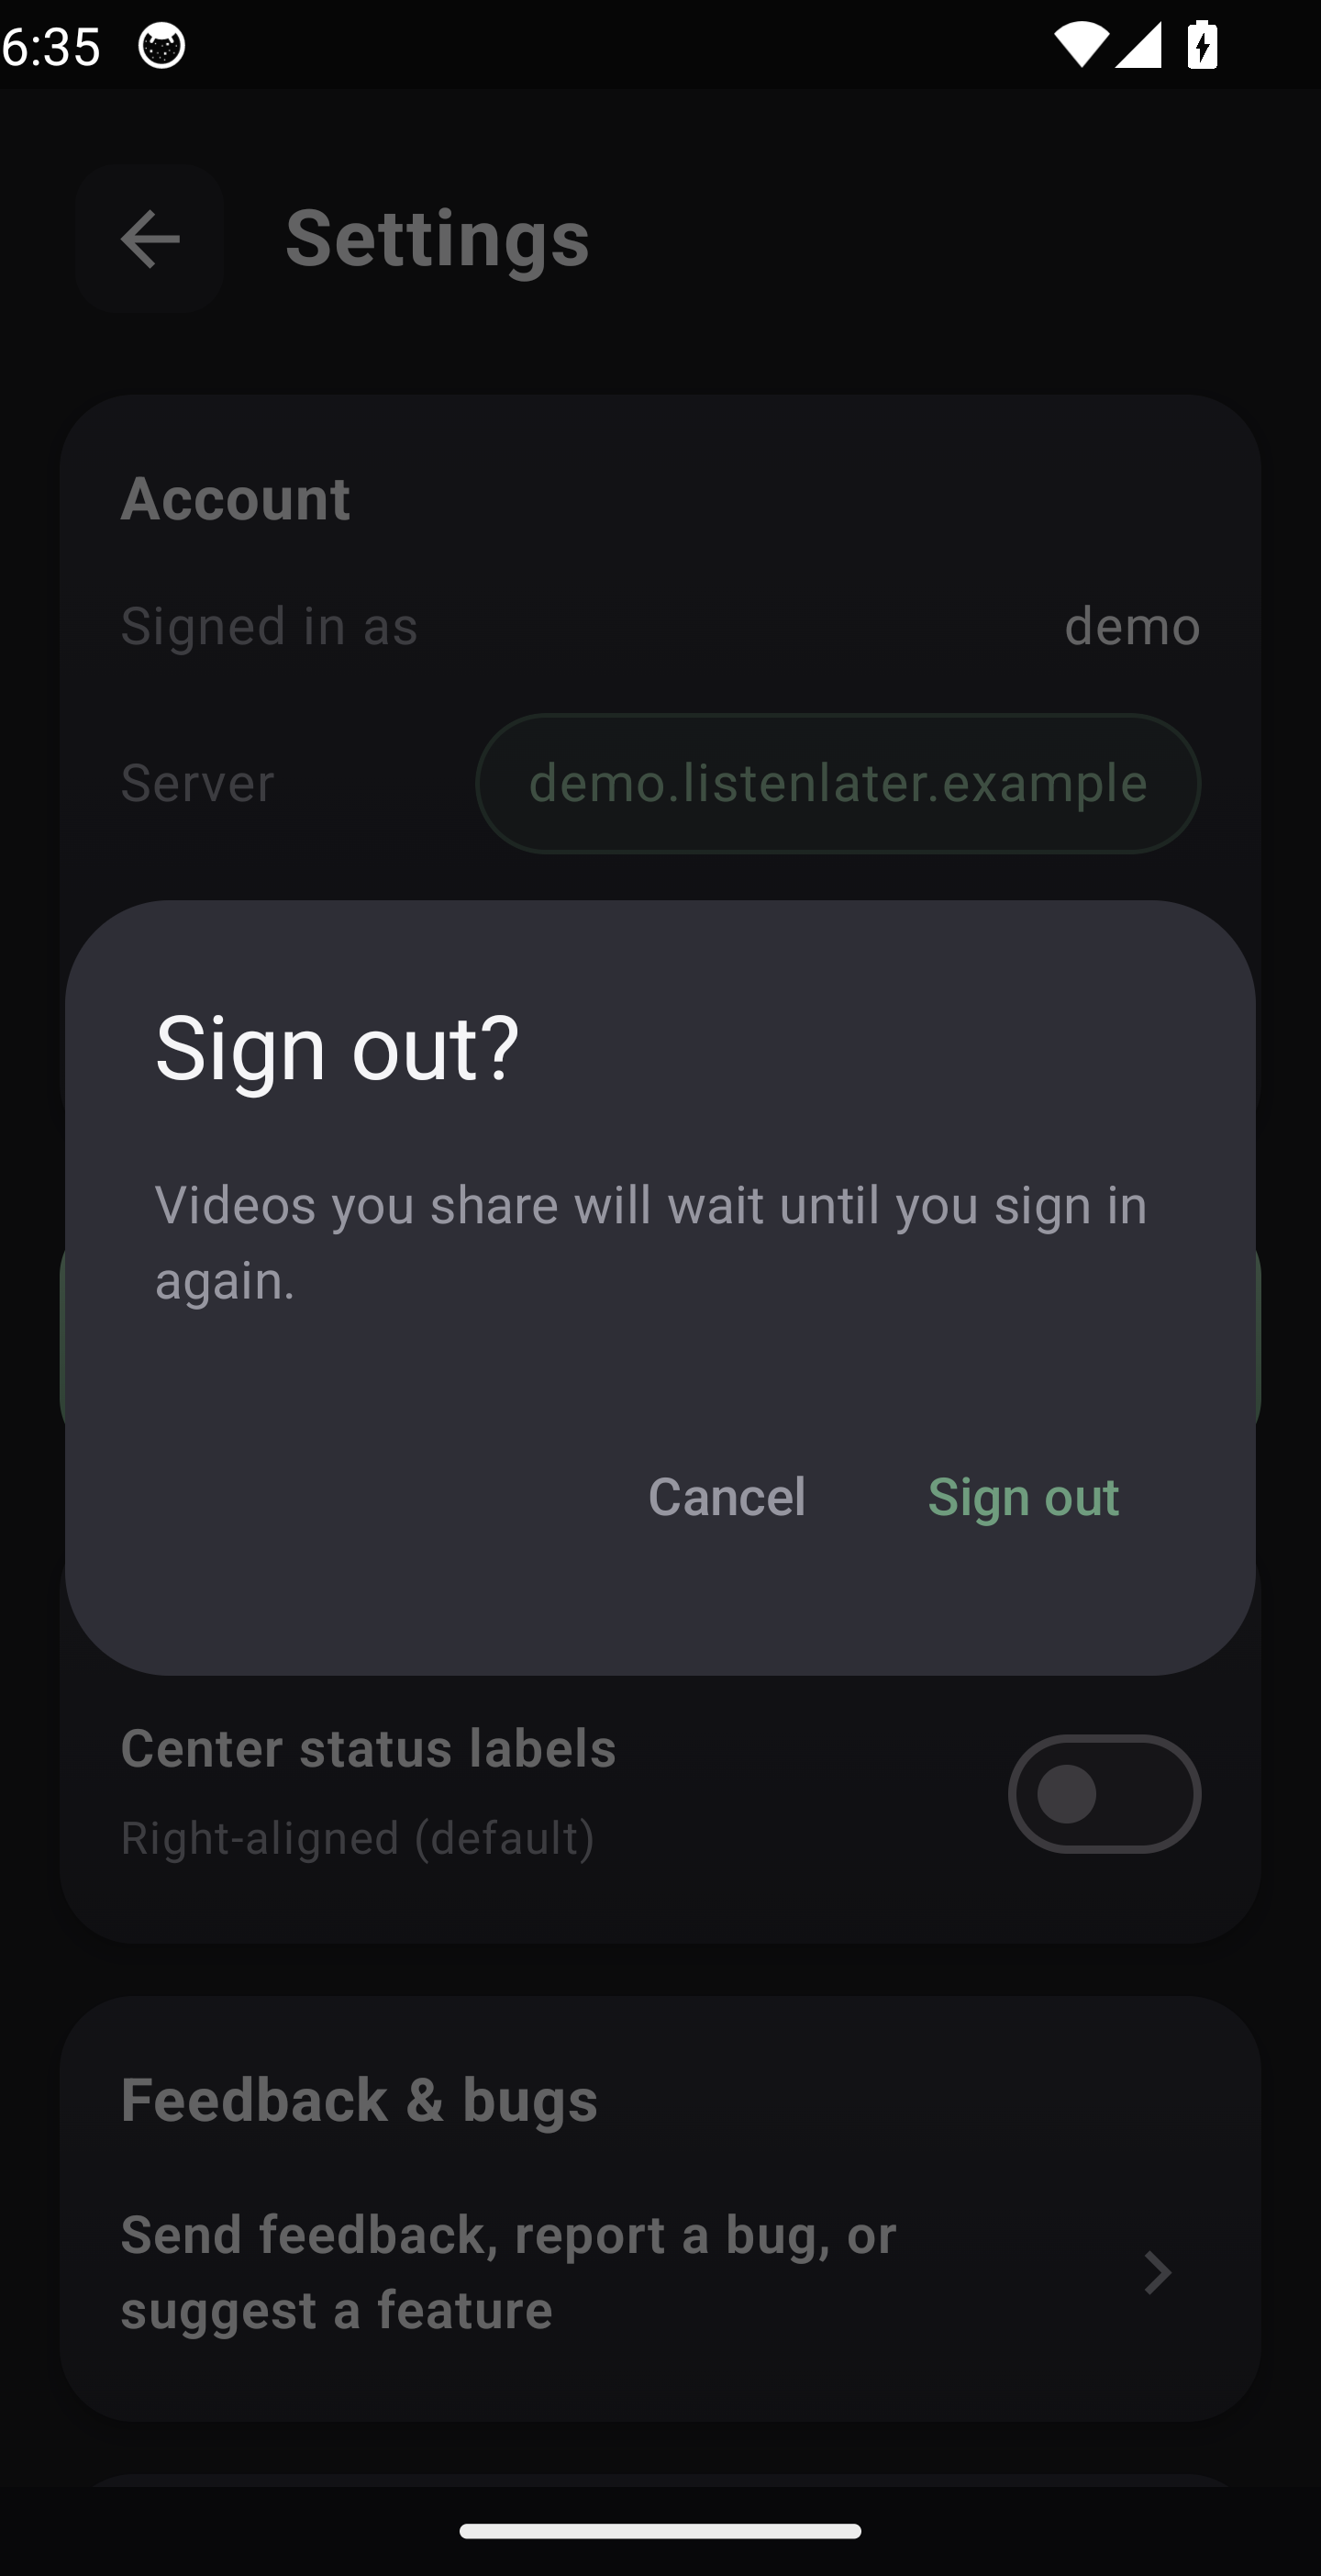 6:35
Settings
Account
Signed in as
demo
Server
demo.listenlater.example
Sign out?
Videos you share will wait until you sign in
again.
Cancel
Sign out
Center status labels
Right-aligned (default)
Feedback & bugs
Send feedback, report a bug, or
suggest a feature